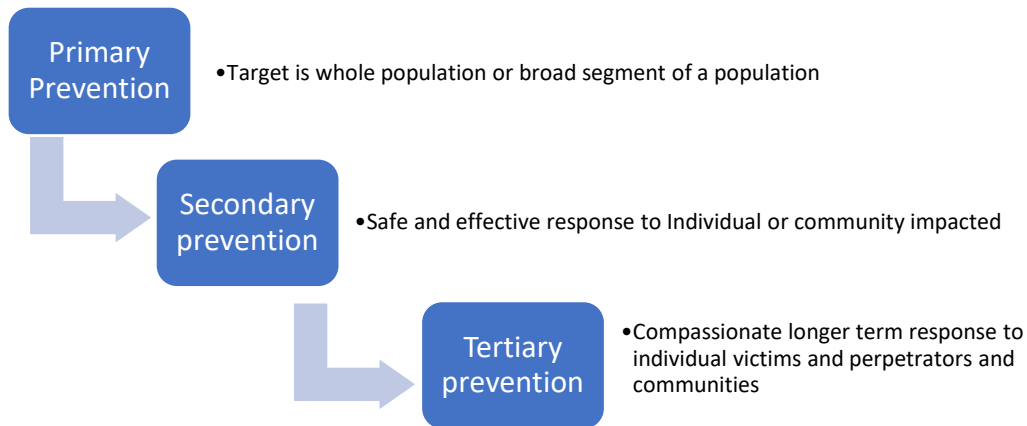 Primary
Prevention
•Target is whole population or broad segment of a population
Secondary
prevention
•Safe and effective response to Individual or community impacted
Tertiary
prevention
•Compassionate longer term response to
individual victims and perpetrators and
communities